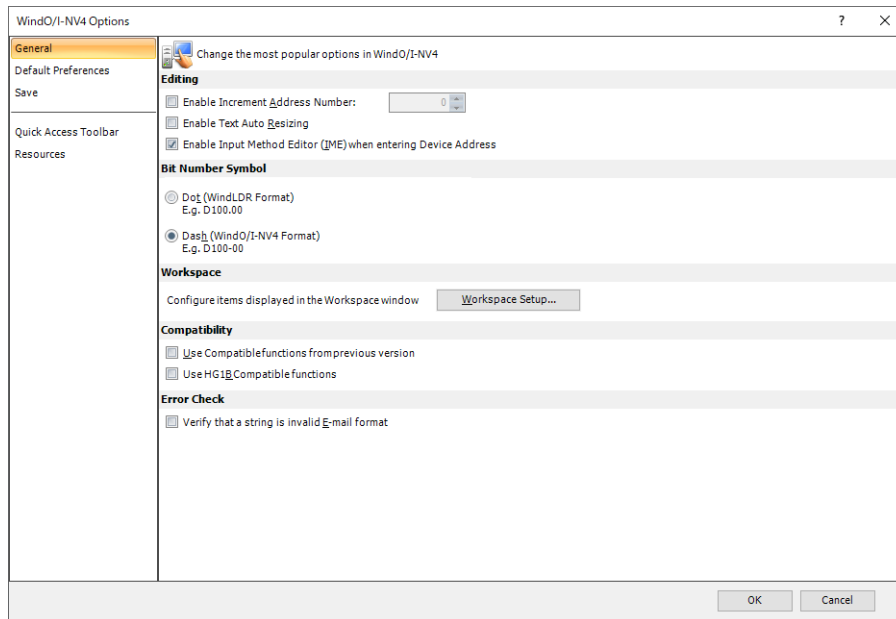 WindO/I-NV4 Options
?
General
Default Preferences
Save
Quick Access Toolbar
Resources
Change the most popular options in WindO/I-NV4
Editing
Enable Increment Address Number: 0
Enable Text Auto Resizing
Enable Input Method Editor (IME) when entering Device Address
Bit Number Symbol
Dot (WindLDR Format)
E.g. D100.00
Dash (WindO/I-NV4 Format)
E.g. D100-00
Workspace
Configure items displayed in the Workspace window Workspace Setup...
Compatibility
Use Compatible functions from previous version
Use HG1B Compatible functions
Error Check
Verify that a string is invalid E-mail format
OK Cancel